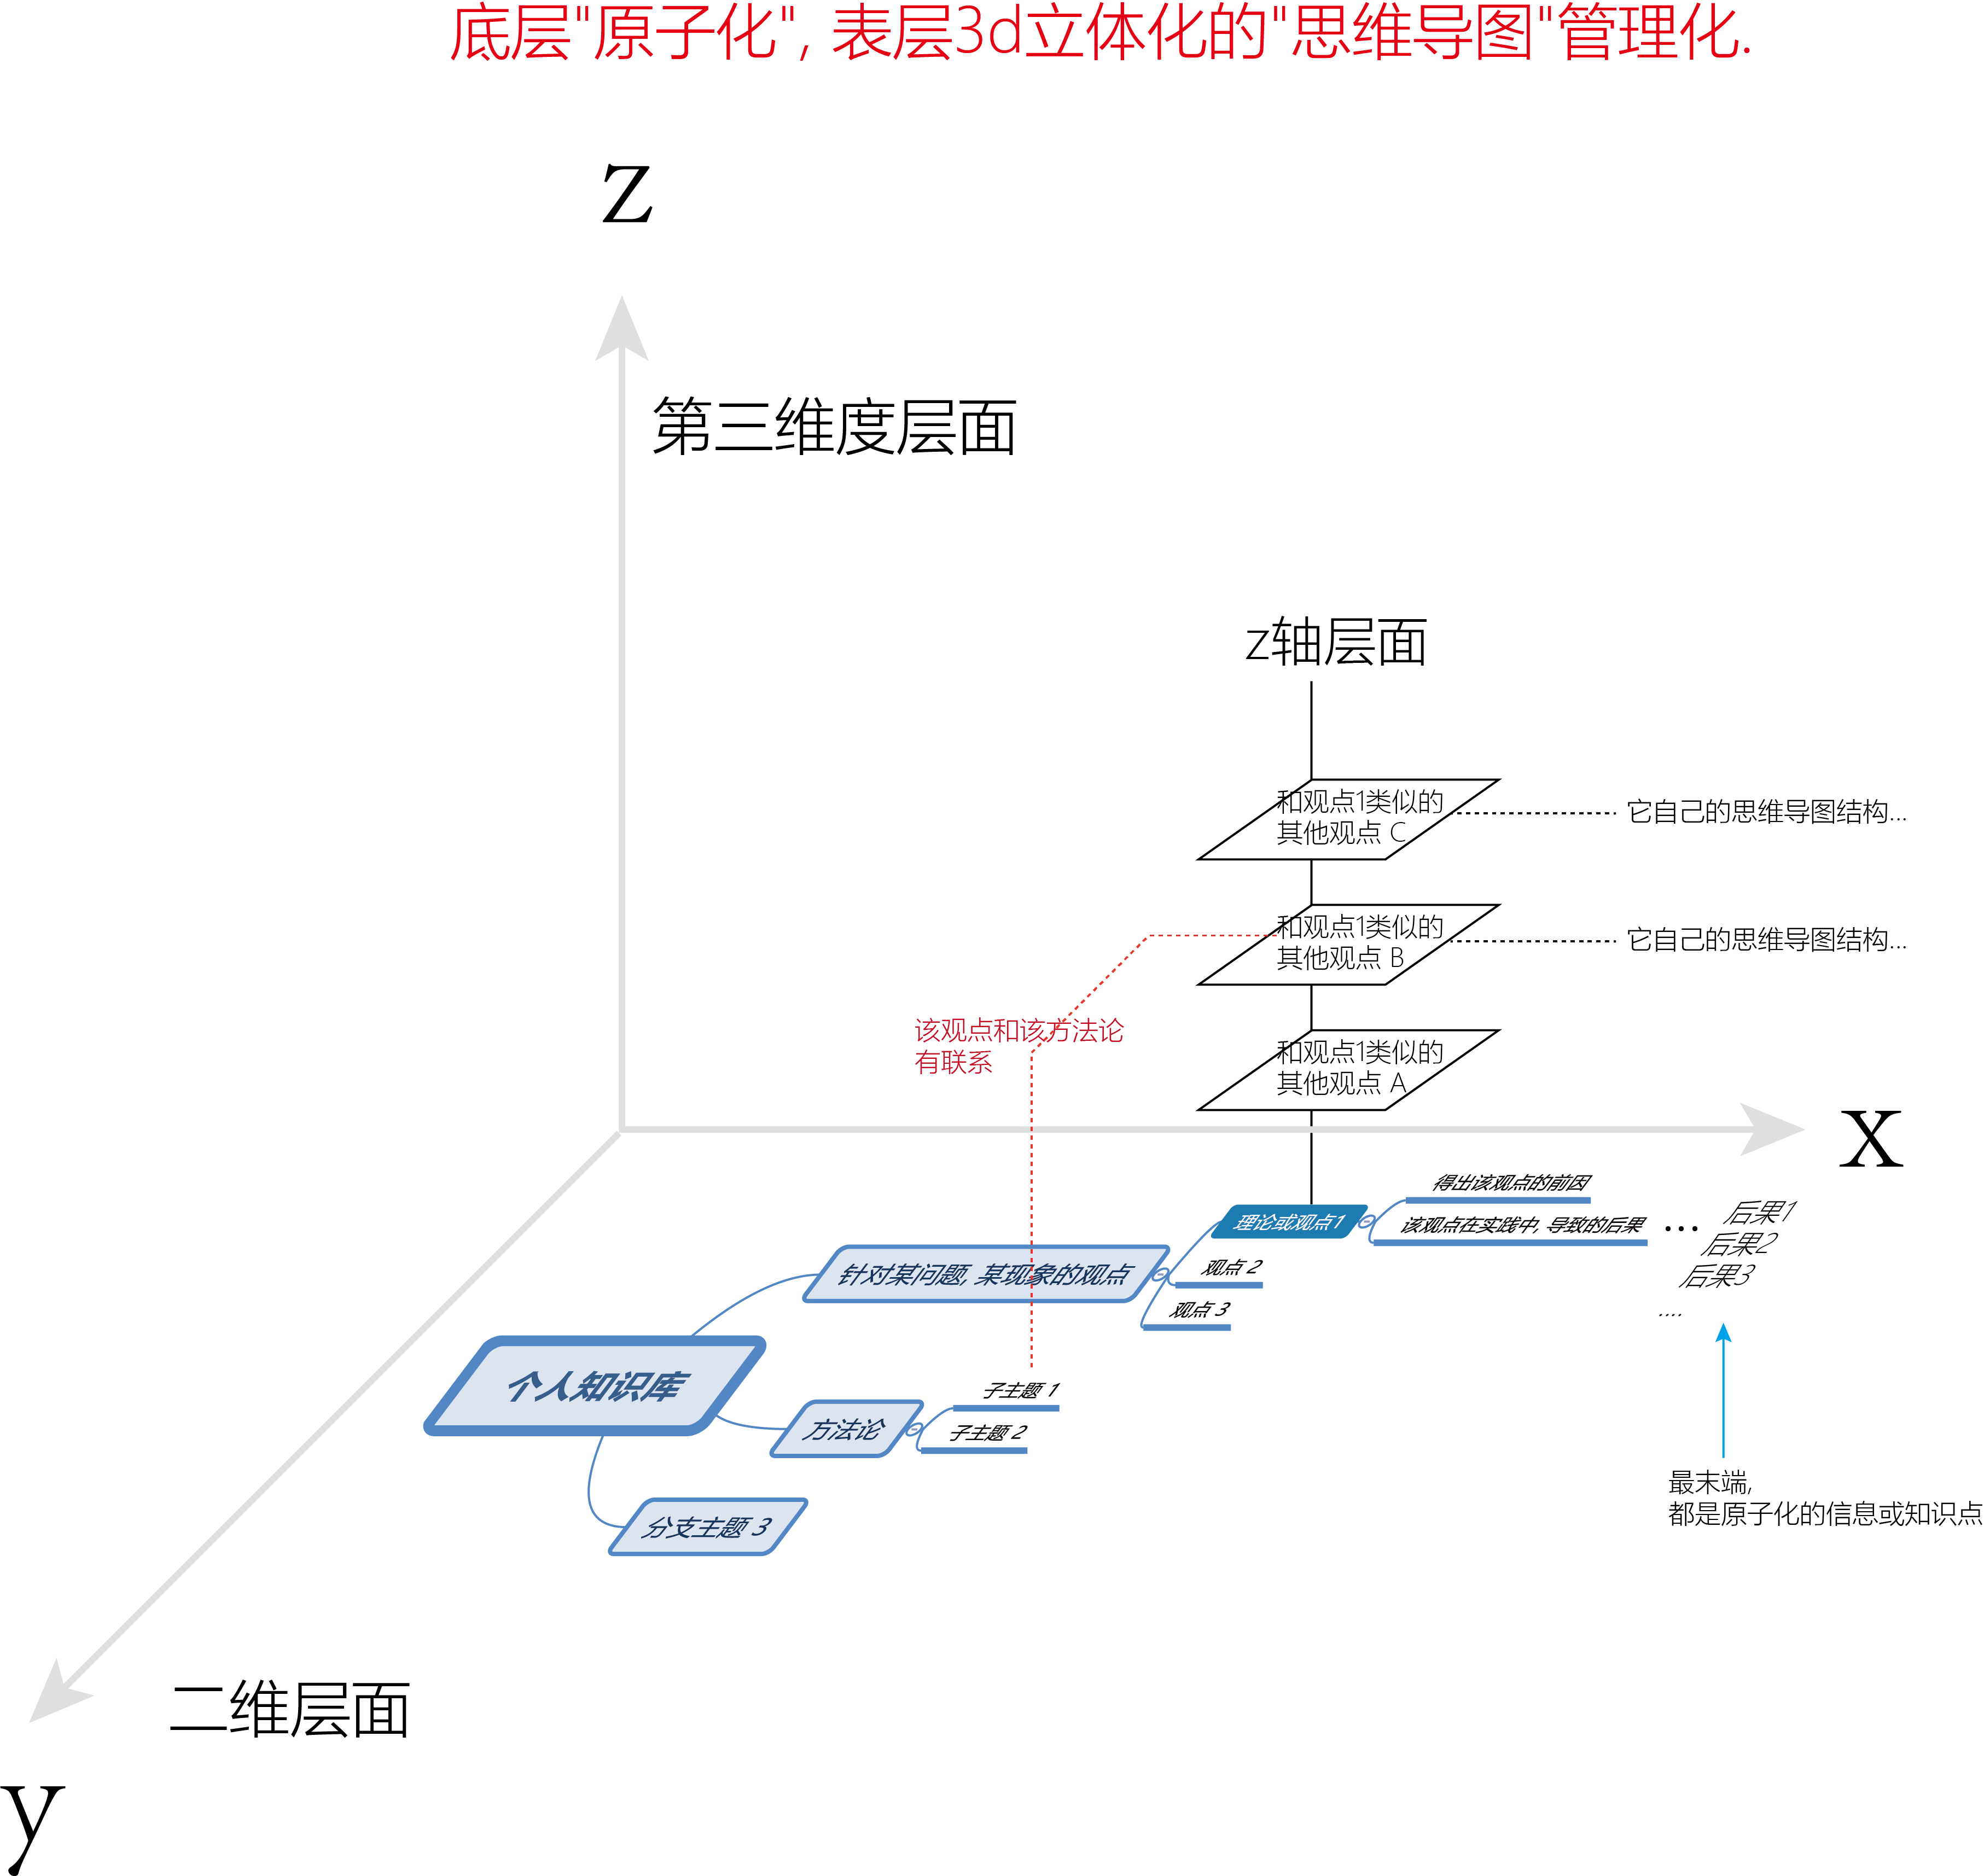 底层"原子化", 表层3d立体化的"思维导图"管理化.
Z
第三维度层面
z轴层面
和观点1类似的
其他观点 C
它自己的思维导图结构...
和观点1类似的
其他观点 B
它自己的思维导图结构...
该观点和该方法论
有联系
和观点1类似的
其他观点 A
X
得出该观点的前因
理论或观点1
该观点在实践中, 导致的后果
...
后果1
后果2
后果3
....
针对某问题, 某现象的观点
观点 2
观点 3
个人知识库
子主题 1
方法论
子主题 2
最末端,
都是原子化的信息或知识点
分支主题 3
二维层面
y